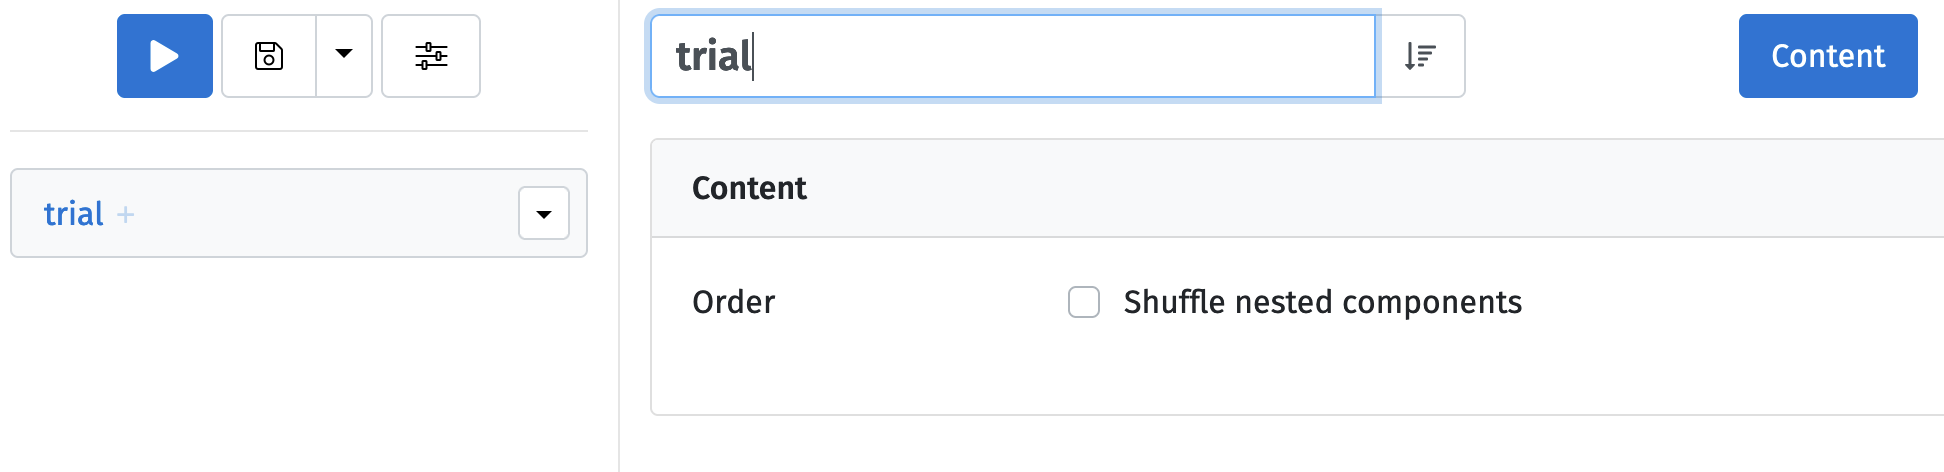 trial
Content
trial +
Content
Order
Shuffle nested components